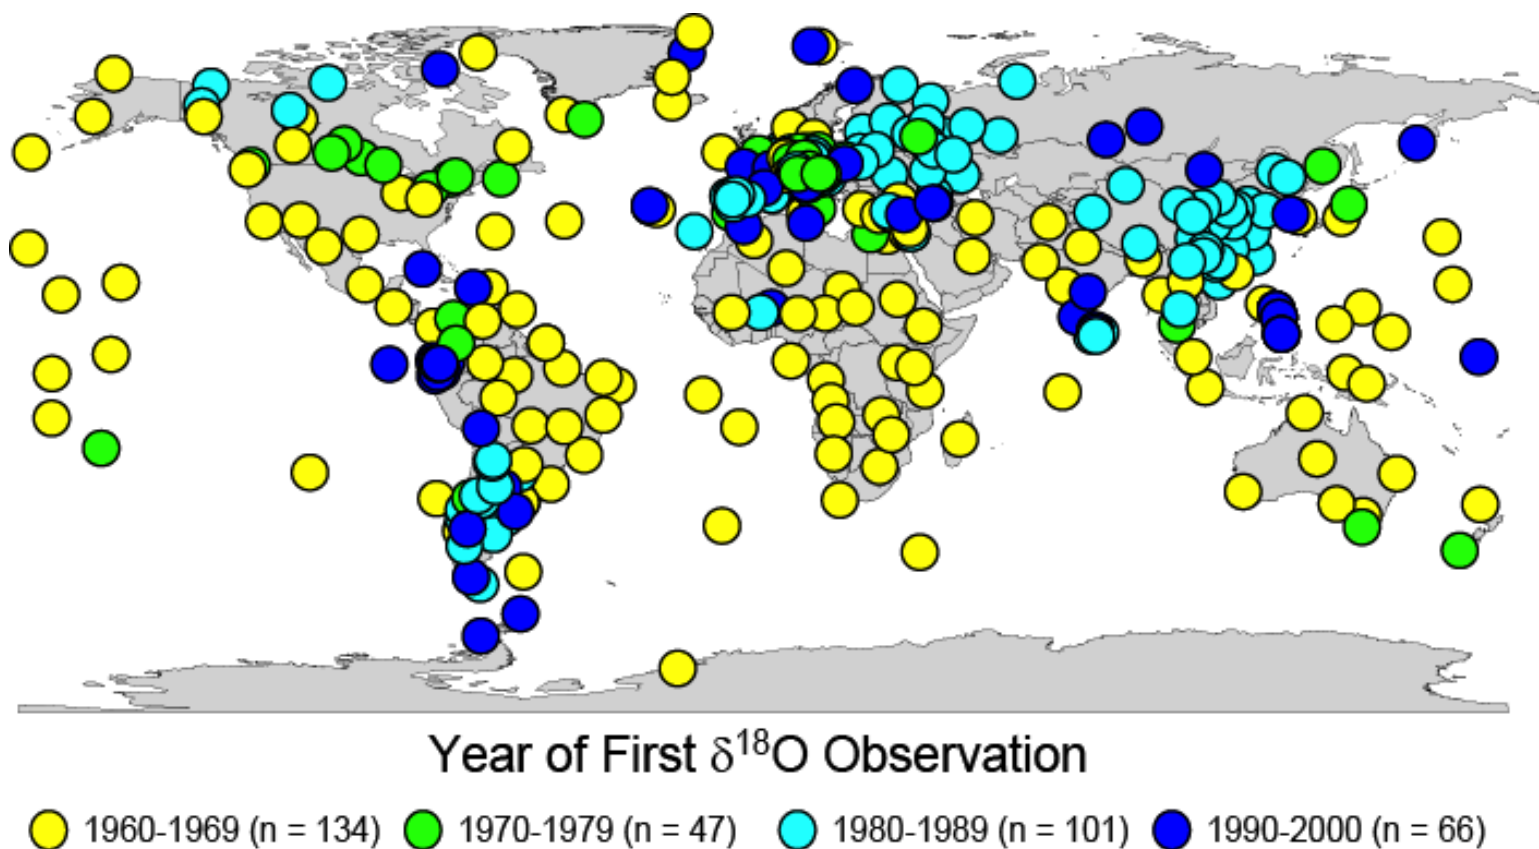 Year of First δ¹⁸O Observation
1960-1969 (n = 134) 1970-1979 (n = 47) 1980-1989 (n = 101) 1990-2000 (n = 66)